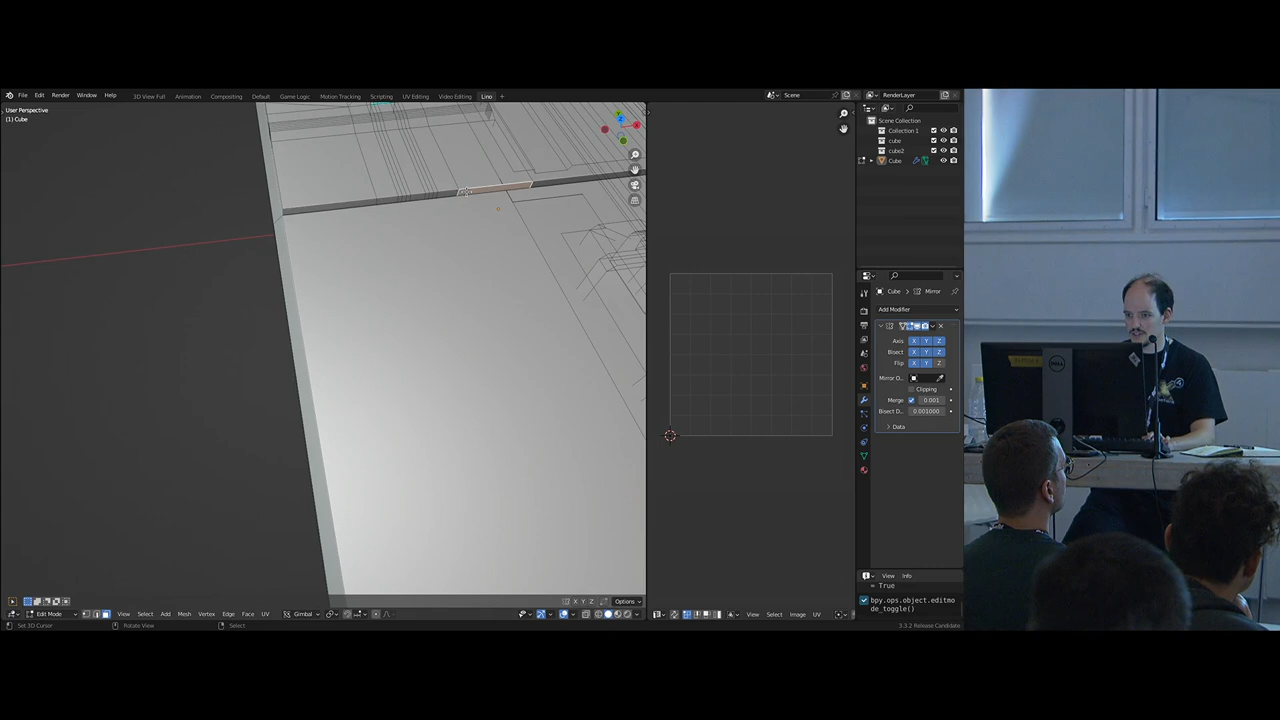 File Edit Render Window Help
3D View Full Animation Compositing Default Game Logic Motion Tracking Scripting UV Editing Video Editing Lino +
Scene
RenderLayer
User Perspective
(1) Cube
Scene Collection
Collection 1
cube
cube2
Cube
Cube > Mirror
Add Modifier
Axis X Y Z
Bisect X Y Z
Flip X Y Z
Mirror O...
Clipping
Merge 0.001
Bisect D... 0.001000
Data
View Info
= True
bpy.ops.object.editmo
de_toggle()
X Y Z Options
Edit Mode View Select Add Mesh Vertex Edge Face UV Gimbal
View Select Image UV
Set 3D Cursor Rotate View Select
3.3.2 Release Candidate
DELL